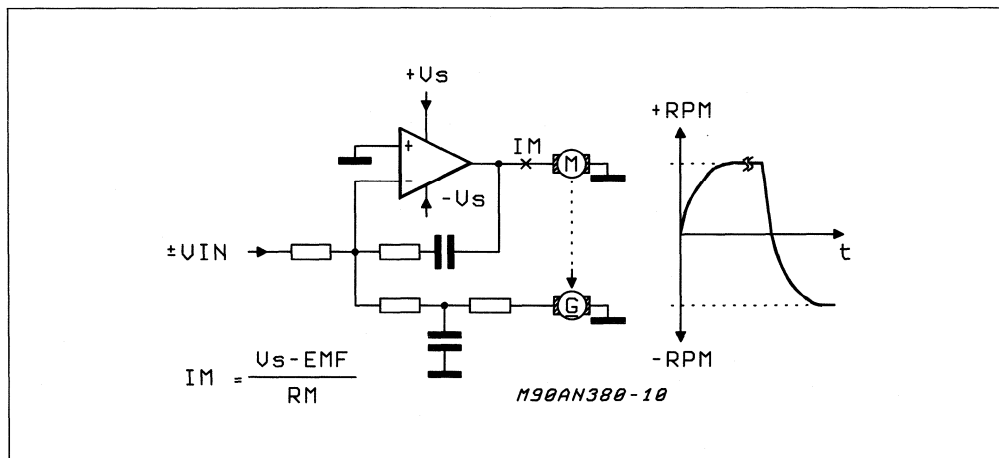 +Vs
+
-
-Vs
IM
M
±VIN
G
IM = Vs-EMF
RM
M90AN380-10
+RPM
t
-RPM